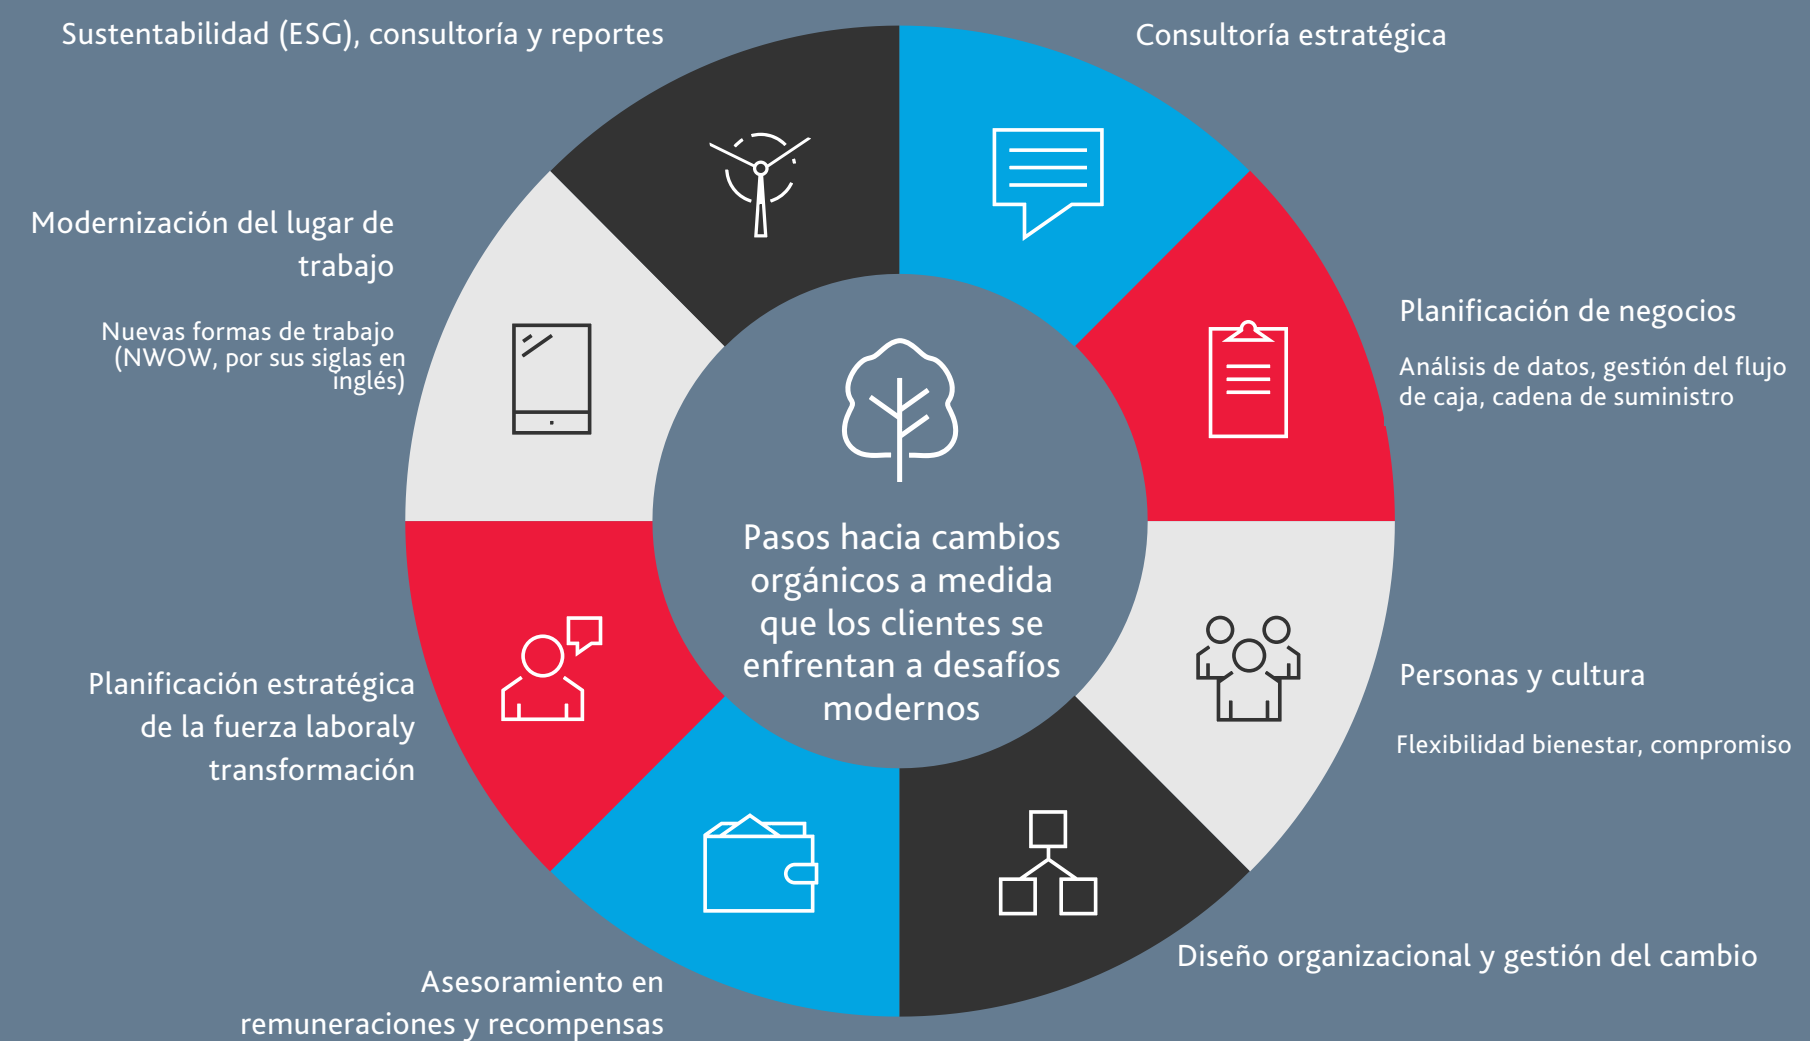 Sustentabilidad (ESG), consultoría y reportes
Consultoría estratégica
Modernización del lugar de
trabajo
Nuevas formas de trabajo
(NWOW, por sus siglas en
inglés)
Planificación de negocios
Análisis de datos, gestión del flujo
de caja, cadena de suministro
Pasos hacia cambios
orgánicos a medida
que los clientes se
enfrentan a desafíos
modernos
Planificación estratégica
de la fuerza laboraly
transformación
Personas y cultura
Flexibilidad bienestar, compromiso
Diseño organizacional y gestión del cambio
Asesoramiento en
remuneraciones y recompensas